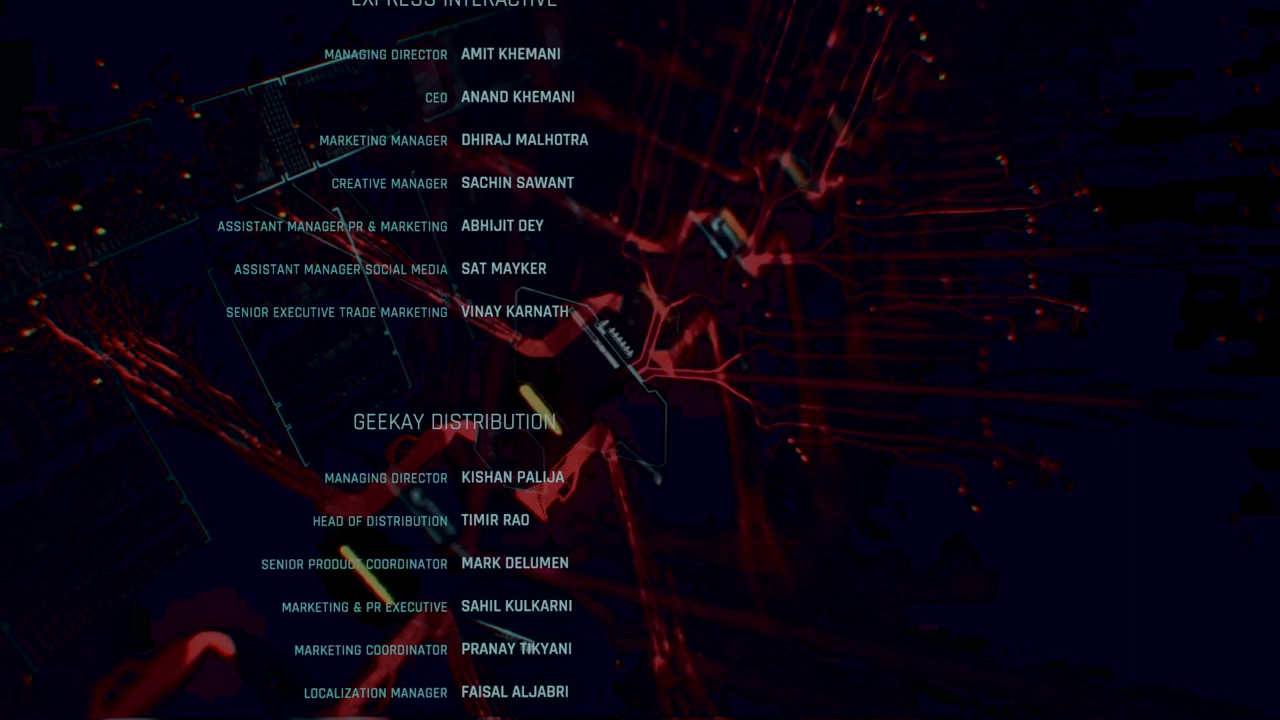 EXPRESS INTERACTIVE
MANAGING DIRECTOR AMIT KHEMANI
CEO ANAND KHEMANI
MARKETING MANAGER DHIRAJ MALHOTRA
CREATIVE MANAGER SACHIN SAWANT
ASSISTANT MANAGER PR & MARKETING ABHIJIT DEY
ASSISTANT MANAGER SOCIAL MEDIA SAT MAYKER
SENIOR EXECUTIVE TRADE MARKETING VINAY KARNATH
GEEKAY DISTRIBUTION
MANAGING DIRECTOR KISHAN PALIJA
HEAD OF DISTRIBUTION TIMIR RAO
SENIOR PRODUCT COORDINATOR MARK DELUMEN
MARKETING & PR EXECUTIVE SAHIL KULKARNI
MARKETING COORDINATOR PRANAY TIKYANI
LOCALIZATION MANAGER FAISAL ALJABRI